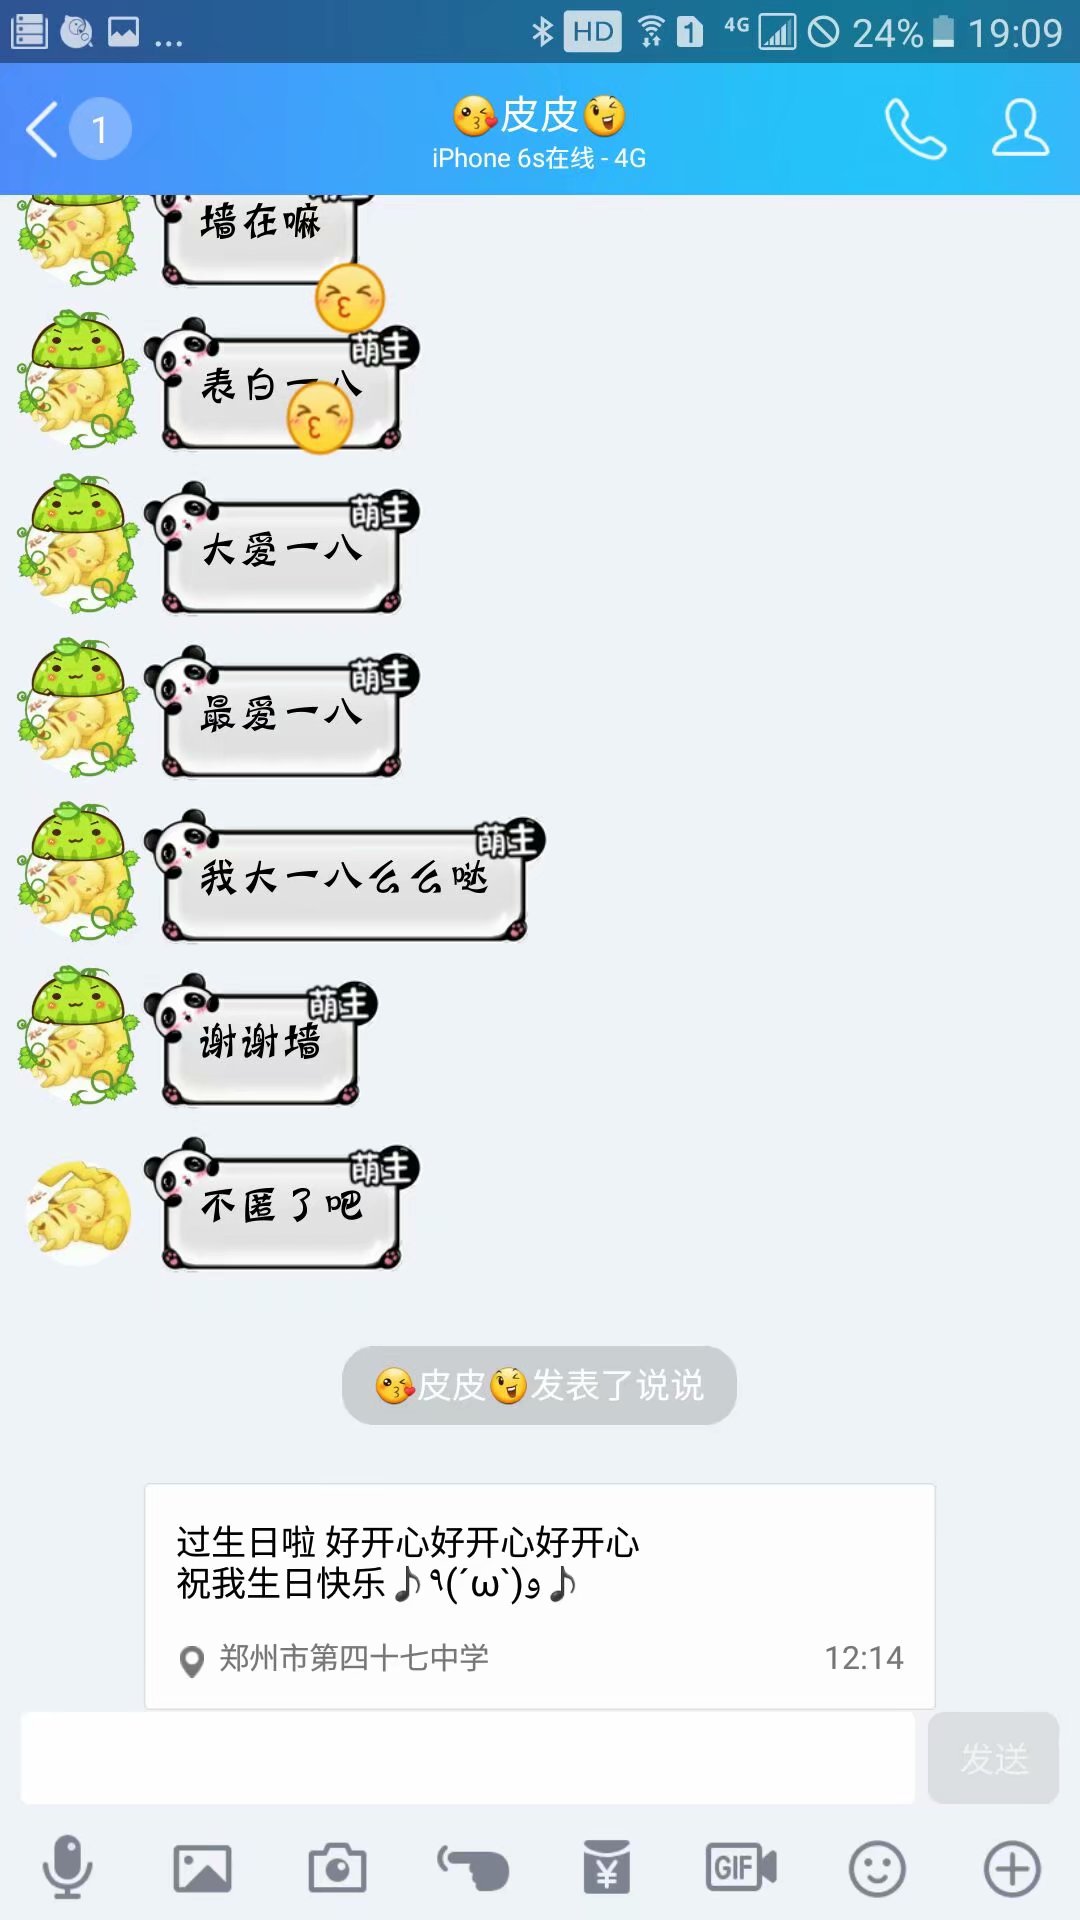 HD
1
4G
24%
19:09
1
皮皮
iPhone 6s在线 - 4G
墙在嘛
萌主
表白一八
萌主
大爱一八
萌主
最爱一八
萌主
我大一八么么哒
萌主
谢谢墙
萌主
不匿了吧
皮皮 发表了说说
过生日啦 好开心好开心好开心
祝我生日快乐♪٩(´ω`)و♪
郑州市第四十七中学
12:14
发送
GIF